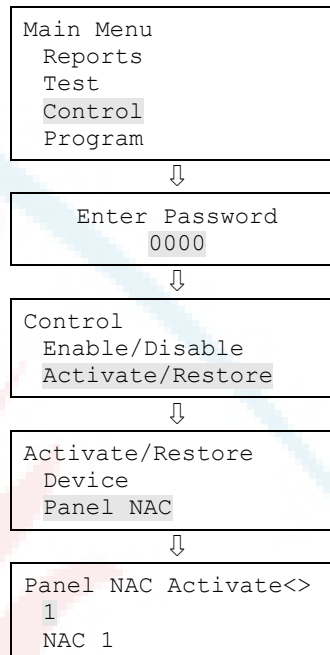 Main Menu
Reports
Test
Control
Program
⇩
Enter Password
0000
⇩
Control
Enable/Disable
Activate/Restore
⇩
Activate/Restore
Device
Panel NAC
⇩
Panel NAC Activate<>
1
NAC 1